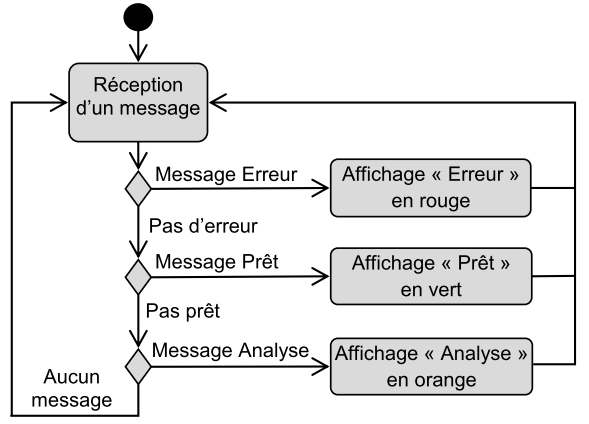 Réception
d'un message
Message Erreur
Affichage « Erreur »
en rouge
Pas d'erreur
Message Prêt
Affichage « Prêt »
en vert
Pas prêt
Message Analyse
Affichage « Analyse »
en orange
Aucun
message